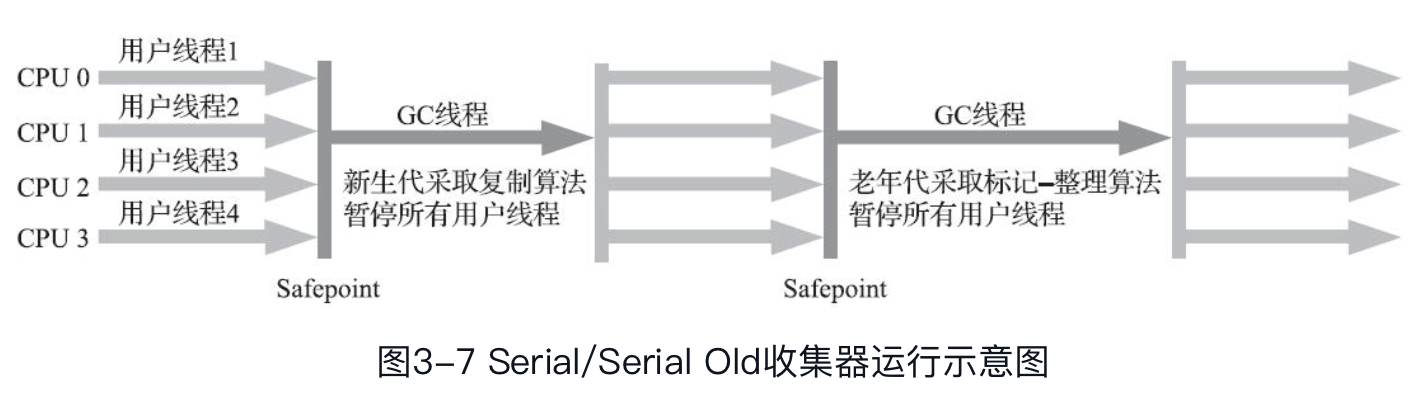 用户线程1
CPU 0
用户线程2
CPU 1
用户线程3
CPU 2
用户线程4
CPU 3
GC线程
新生代采取复制算法
暂停所有用户线程
Safepoint
GC线程
老年代采取标记–整理算法
暂停所有用户线程
Safepoint
图3–7 Serial/Serial Old收集器运行示意图